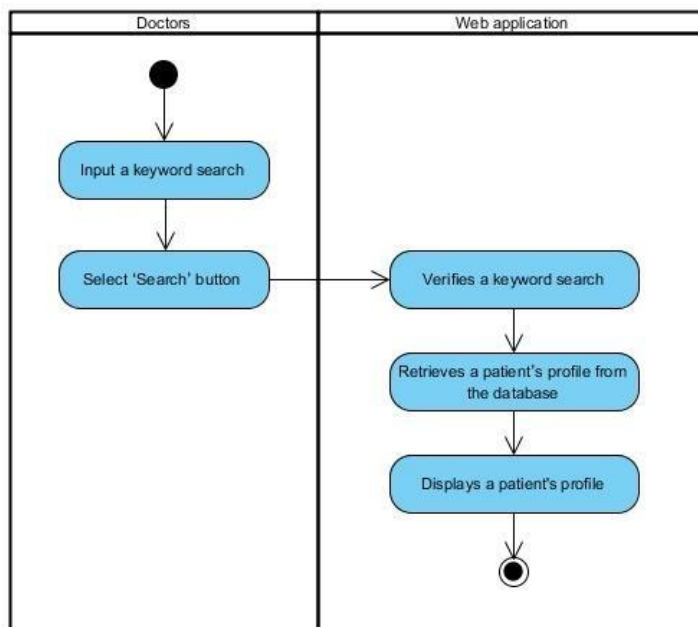 Doctors
Web application
Input a keyword search
Select ‘Search’ button
Verifies a keyword search
Retrieves a patient's profile from
the database
Displays a patient's profile